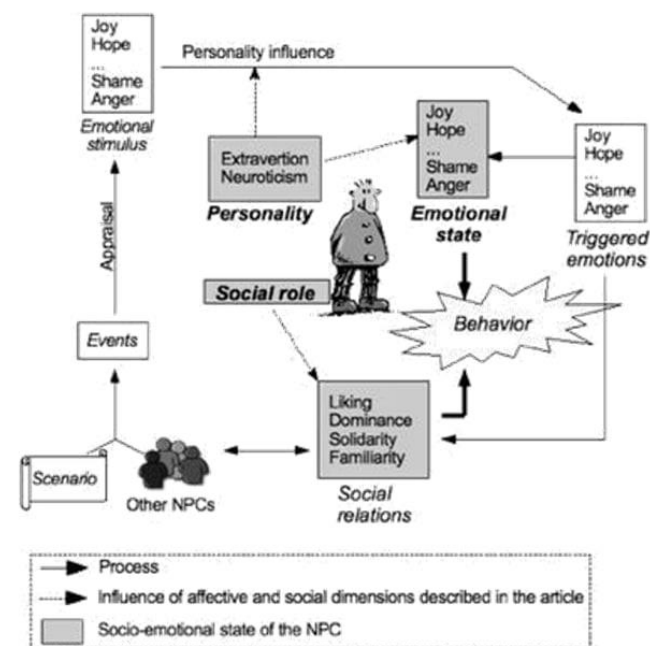 Joy
Hope
...
Shame
Anger
Emotional
stimulus
Personality influence
Extravertion
Neuroticism
Personality
Joy
Hope
...
Shame
Anger
Emotional
state
Joy
Hope
...
Shame
Anger
Triggered
emotions
Appraisal
Social role
Behavior
Events
Liking
Dominance
Solidarity
Familiarity
Social
relations
Scenario
Other NPCs
Process
Influence of affective and social dimensions described in the article
Socio-emotional state of the NPC